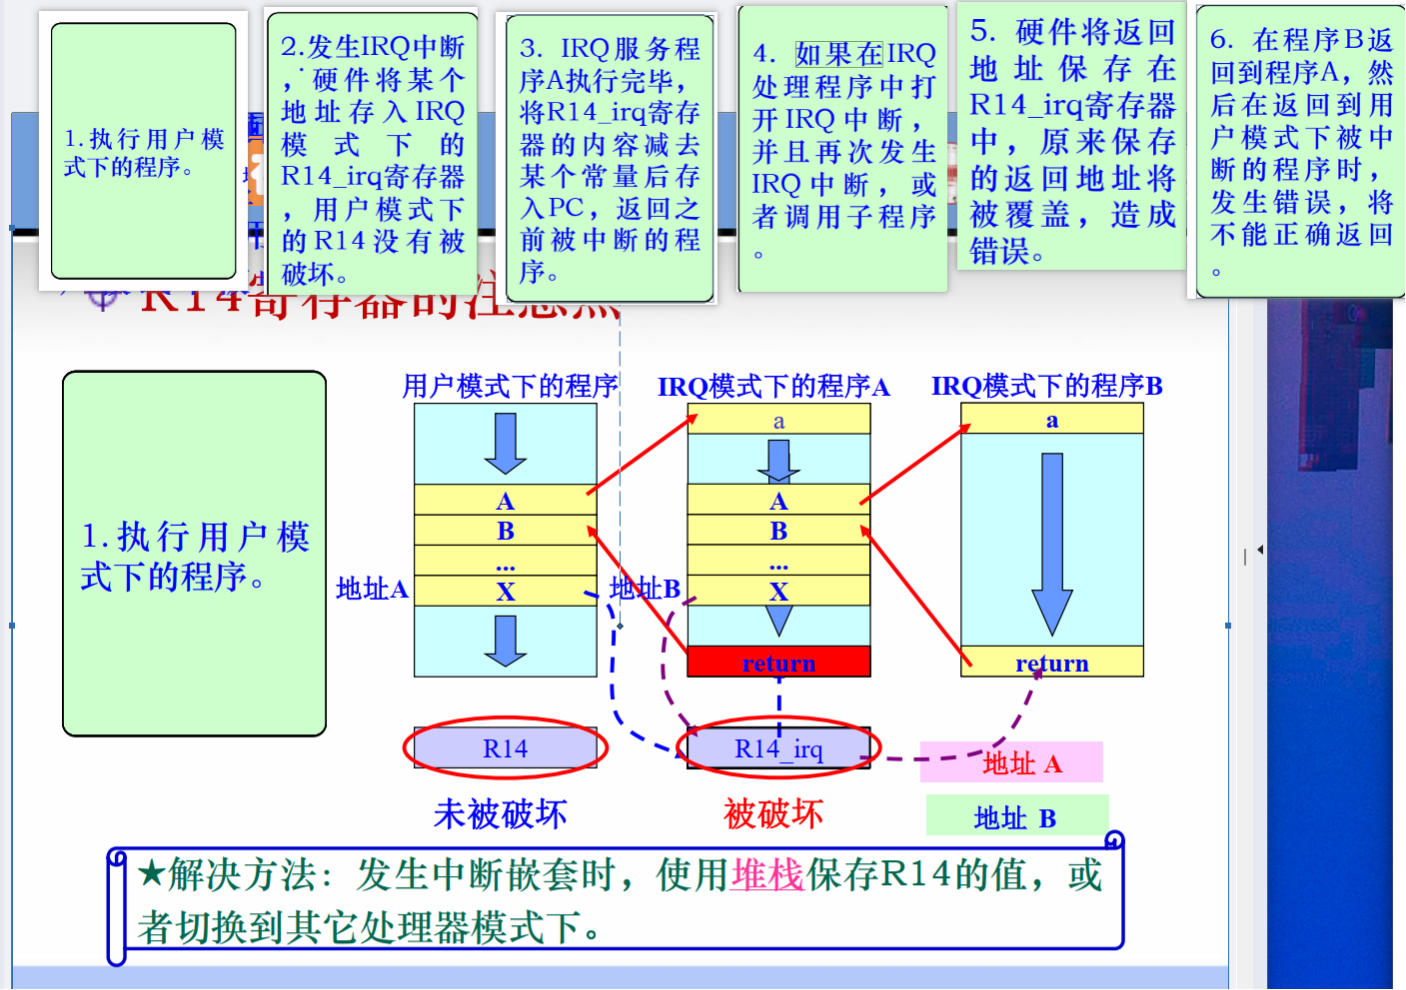 1.执行用户模
式下的程序。
2.发生IRQ中断
，硬件将某个
地址存入IRQ
模式下的
R14_irq寄存器
，用户模式下
的R14没有被
破坏。
3. IRQ服务程
序A执行完毕，
将R14_irq寄存
器的内容减去
某个常量后存
入PC，返回之
前被中断的程
序。
4. 如果在IRQ
处理程序中打
开IRQ中断，
并且再次发生
IRQ中断，或
者调用子程序
。
5. 硬件将返回
地址保存在
R14_irq寄存器
中，原来保存
的返回地址将
被覆盖，造成
错误。
6. 在程序B返
回到程序A，然
后在返回到用
户模式下被中
断的程序时，
发生错误，将
不能正确返回
。
R14寄存器的注意点
1.执行用户模
式下的程序。
用户模式下的程序
IRQ模式下的程序A
IRQ模式下的程序B
a
a
A
A
B
B
...
...
地址A
X
地址B
X
return
return
R14
R14_irq
地址 A
未被破坏
被破坏
地址 B
★解决方法：发生中断嵌套时，使用堆栈保存R14的值，或
者切换到其它处理器模式下。